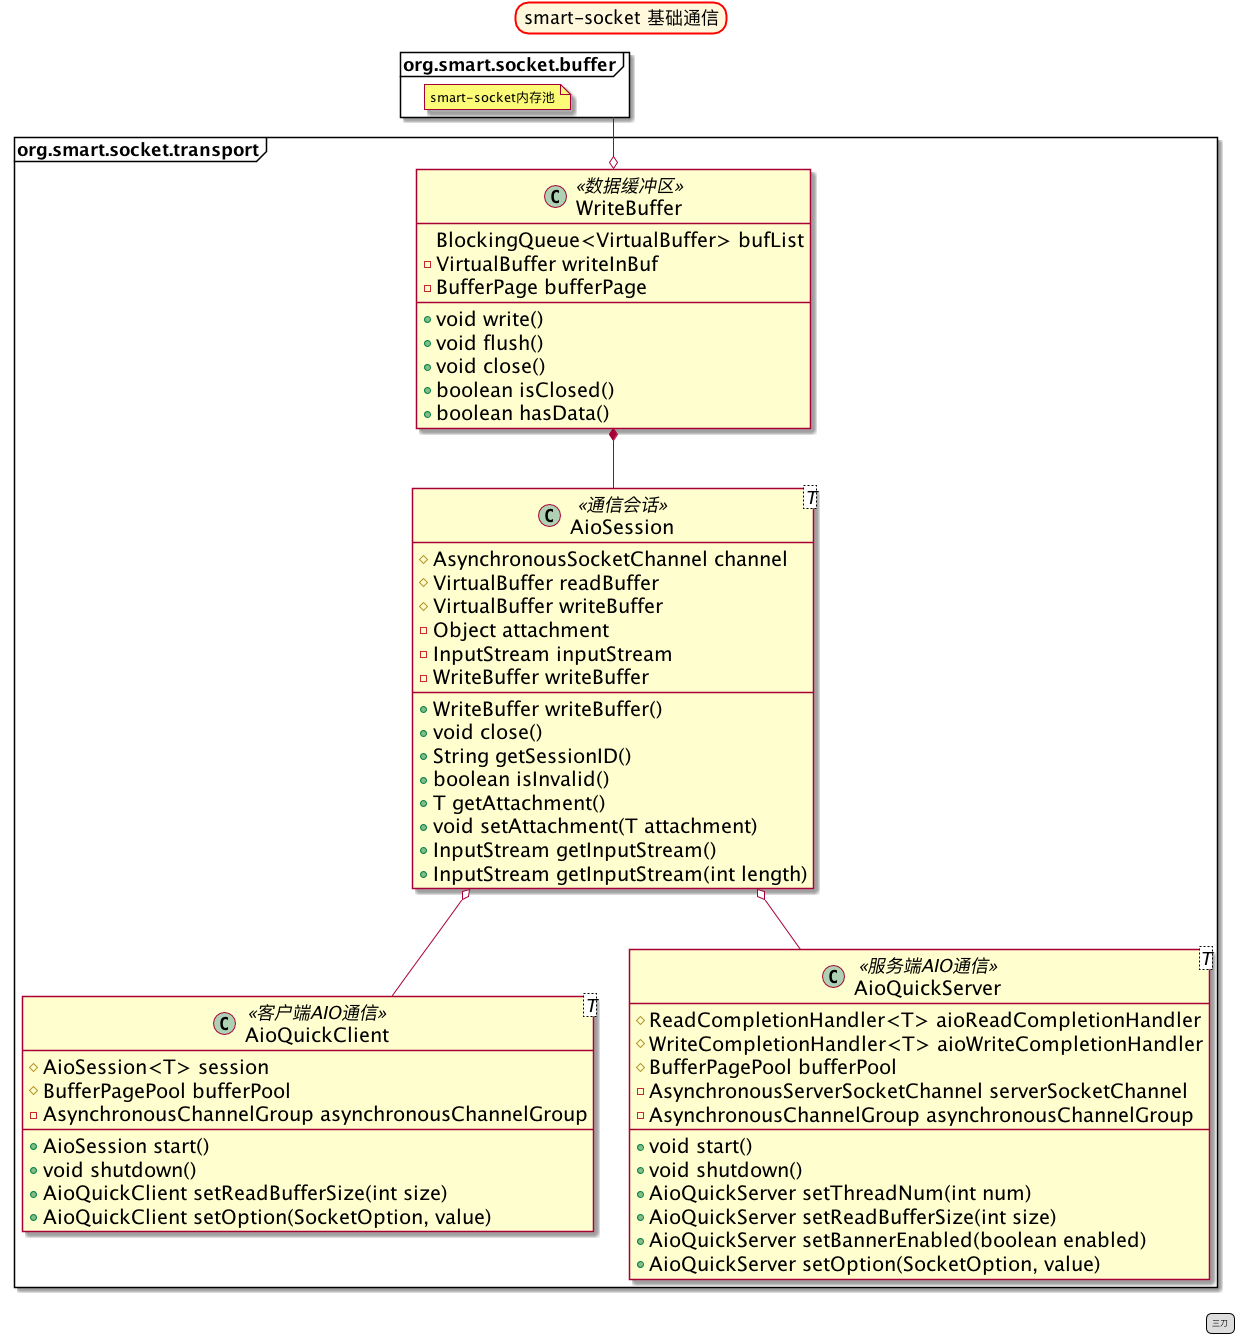 smart-socket 基础通信
org.smart.socket.buffer
smart-socket内存池
org.smart.socket.transport
«数据缓冲区»
C WriteBuffer
BlockingQueue<VirtualBuffer> bufList
VirtualBuffer writeInBuf
BufferPage bufferPage
void write()
void flush()
void close()
boolean isClosed()
boolean hasData()
T
«通信会话»
C AioSession
AsynchronousSocketChannel channel
VirtualBuffer readBuffer
VirtualBuffer writeBuffer
Object attachment
InputStream inputStream
WriteBuffer writeBuffer
WriteBuffer writeBuffer()
void close()
String getSessionID()
boolean isInvalid()
T getAttachment()
void setAttachment(T attachment)
InputStream getInputStream()
InputStream getInputStream(int length)
T
«客户端AIO通信»
C AioQuickClient
AioSession<T> session
BufferPagePool bufferPool
AsynchronousChannelGroup asynchronousChannelGroup
AioSession start()
void shutdown()
AioQuickClient setReadBufferSize(int size)
AioQuickClient setOption(SocketOption, value)
T
«服务端AIO通信»
C AioQuickServer
ReadCompletionHandler<T> aioReadCompletionHandler
WriteCompletionHandler<T> aioWriteCompletionHandler
BufferPagePool bufferPool
AsynchronousServerSocketChannel serverSocketChannel
AsynchronousChannelGroup asynchronousChannelGroup
void start()
void shutdown()
AioQuickServer setThreadNum(int num)
AioQuickServer setReadBufferSize(int size)
AioQuickServer setBannerEnabled(boolean enabled)
AioQuickServer setOption(SocketOption, value)
三刀